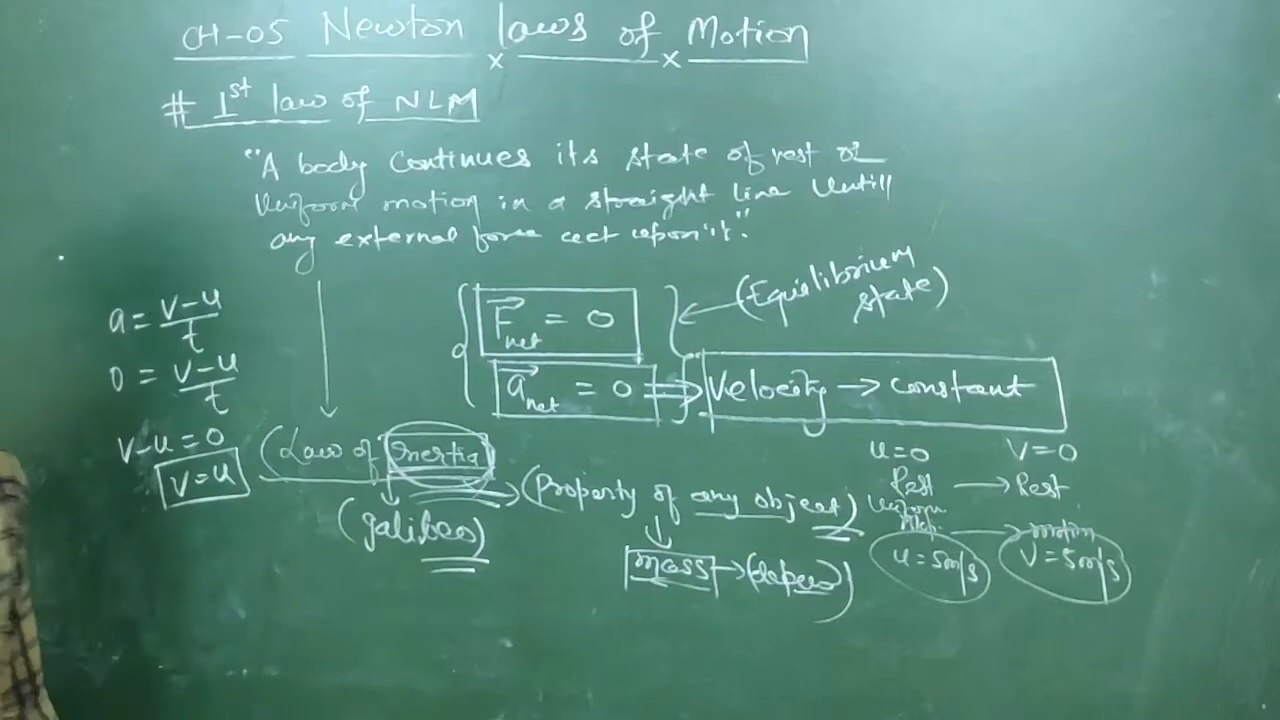 CH-05 Newton laws of Motion
# 1st law of NLM
"A body continues its state of rest or
Uniform motion in a straight line Untill
any external force act upon it."
(Equilibrium
state)
a = v-u/t
F net = 0
0 = v-u/t
a net = 0 ⇒ Velocity → constant
v-u = 0
v = u
(Law of Inertia)
u=0 v=0
Rest → Rest
(Property of any object)
(galileo)
Uniform
motion
mass → (depend)
u = 5m/s v = 5m/s